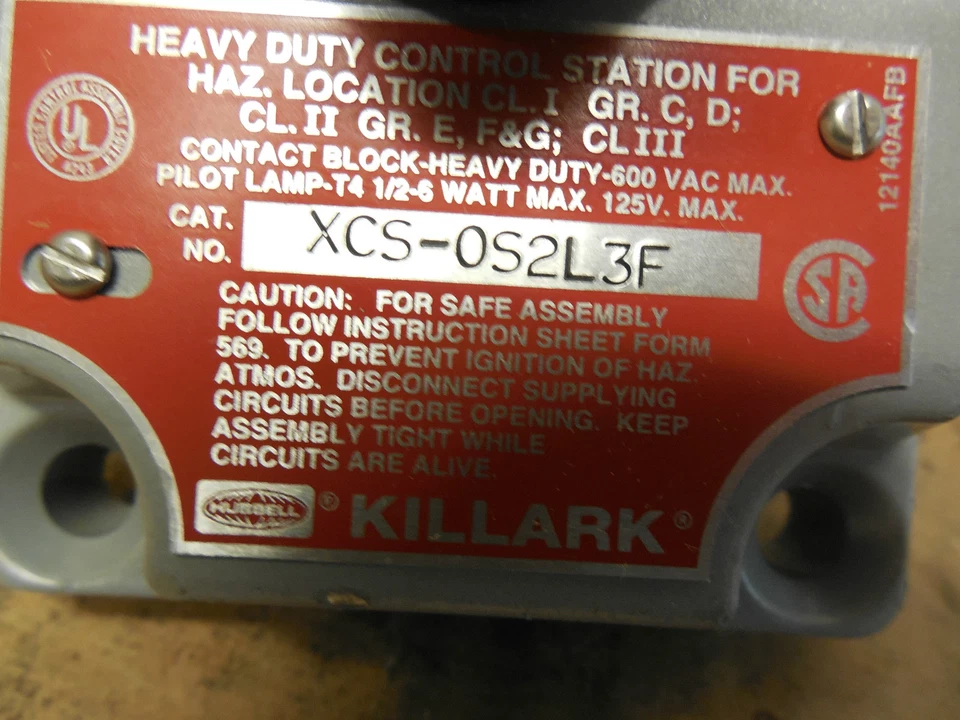 HEAVY DUTY CONTROL STATION FOR
HAZ. LOCATION CL. I GR. C, D;
CL. II GR. E, F&G; CL III
CONTACT BLOCK-HEAVY DUTY-600 VAC MAX.
PILOT LAMP-T4 1/2-6 WATT MAX. 125V. MAX.
CAT. NO. XCS-0S2L3F
CAUTION: FOR SAFE ASSEMBLY
FOLLOW INSTRUCTION SHEET FORM
569. TO PREVENT IGNITION OF HAZ.
ATMOS. DISCONNECT SUPPLYING
CIRCUITS BEFORE OPENING. KEEP
ASSEMBLY TIGHT WHILE
CIRCUITS ARE ALIVE.
HUBBELL ® KILLARK ®
UL
SA
12140AAFB